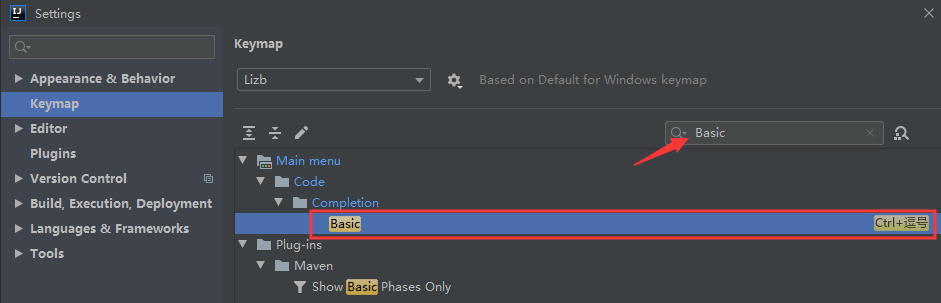 IJ Settings
Keymap
Lizb Based on Default for Windows keymap
Appearance & Behavior
Keymap
Editor
Plugins
Version Control
Build, Execution, Deployment
Languages & Frameworks
Tools
Basic
Main menu
Code
Completion
Basic Ctrl+逗号
Plug-ins
Maven
Show Basic Phases Only